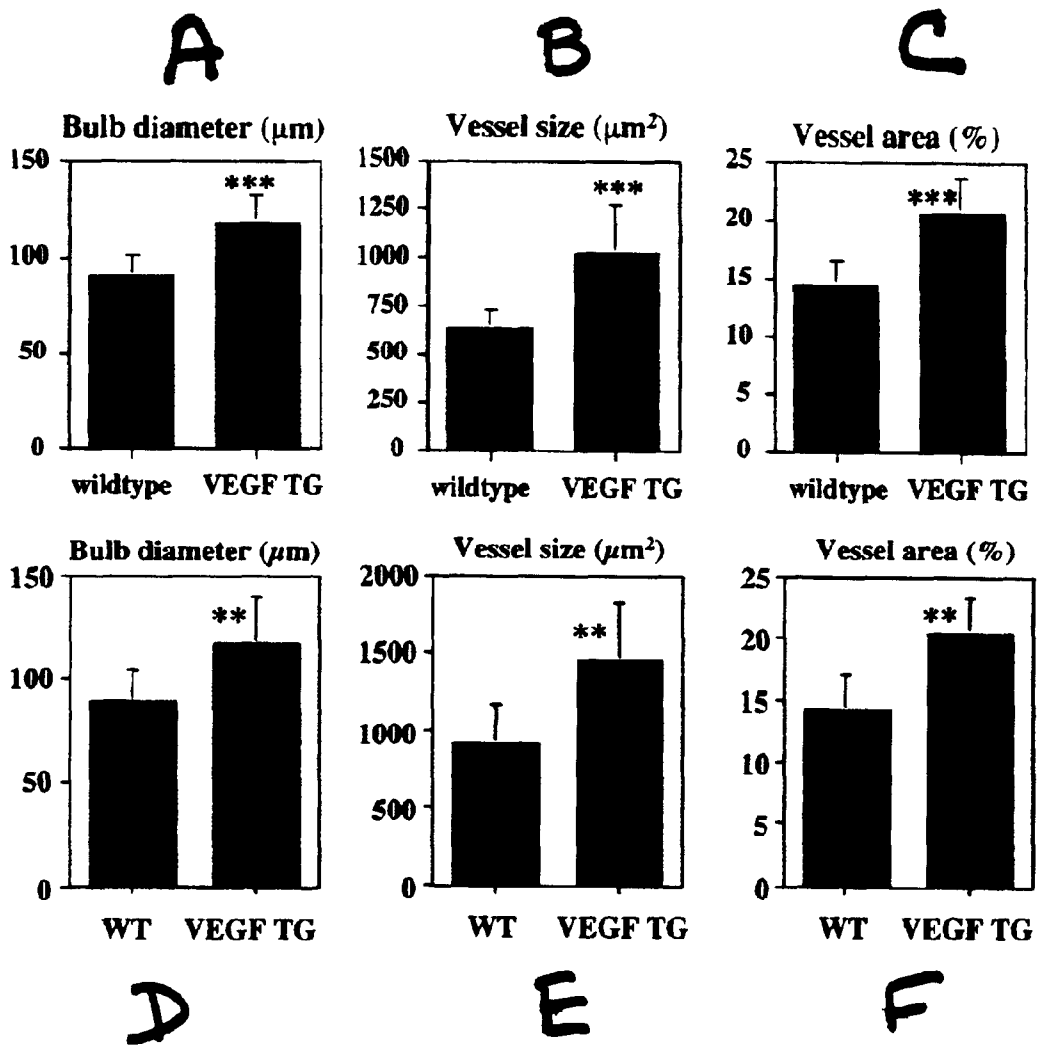 A B C
Bulb diameter (μm)
150
100
50
0
***
wildtype VEGF TG
Vessel size (μm²)
1500
1250
1000
750
500
250
0
***
wildtype VEGF TG
Vessel area (%)
25
20
15
10
5
0
***
wildtype VEGF TG
Bulb diameter (μm)
150
100
50
0
**
WT VEGF TG
Vessel size (μm²)
2000
1500
1000
500
0
**
WT VEGF TG
Vessel area (%)
25
20
15
10
5
0
**
WT VEGF TG
D E F